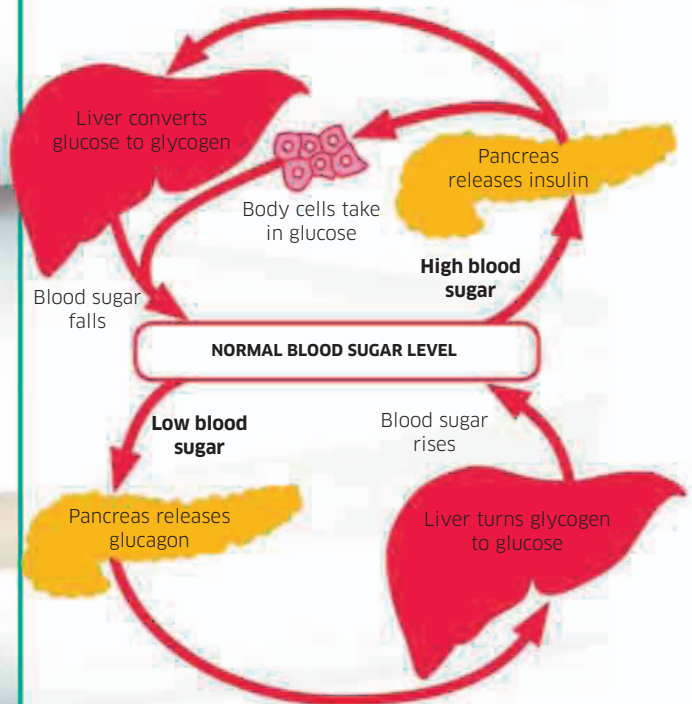 Liver converts
glucose to glycogen
Pancreas
releases insulin
Body cells take
in glucose
High blood
sugar
Blood sugar
falls
NORMAL BLOOD SUGAR LEVEL
Low blood
sugar
Blood sugar
rises
Pancreas releases
glucagon
Liver turns glycogen
to glucose